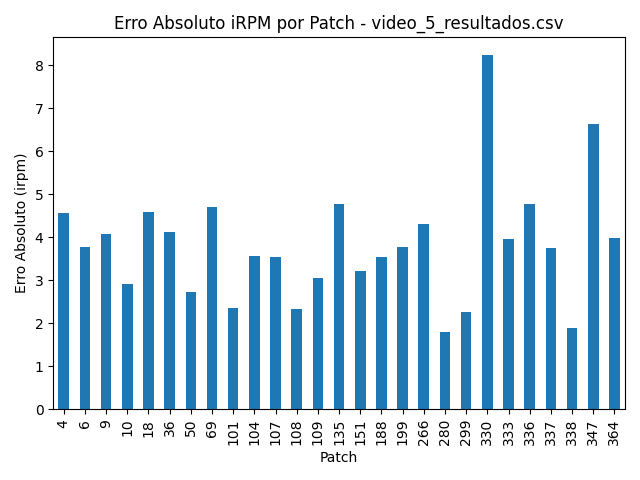 Erro Absoluto iRPM por Patch - video_5_resultados.csv
Erro Absoluto (irpm)
8
7
6
5
4
3
2
1
0
4 6 9 10 18 36 50 69 101 104 107 108 109 135 151 188 199 266 280 299 330 333 336 337 338 347 364
Patch